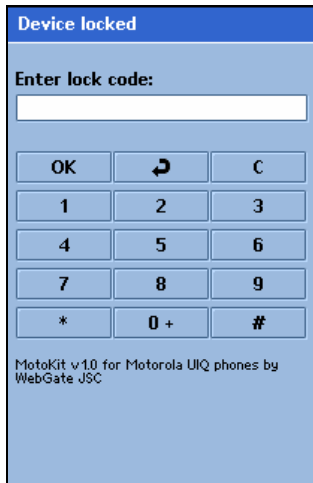 Device locked
Enter lock code:
OK C
1 2 3
4 5 6
7 8 9
* 0 + #
MotoKit v1.0 for Motorola UIQ phones by
WebGate JSC